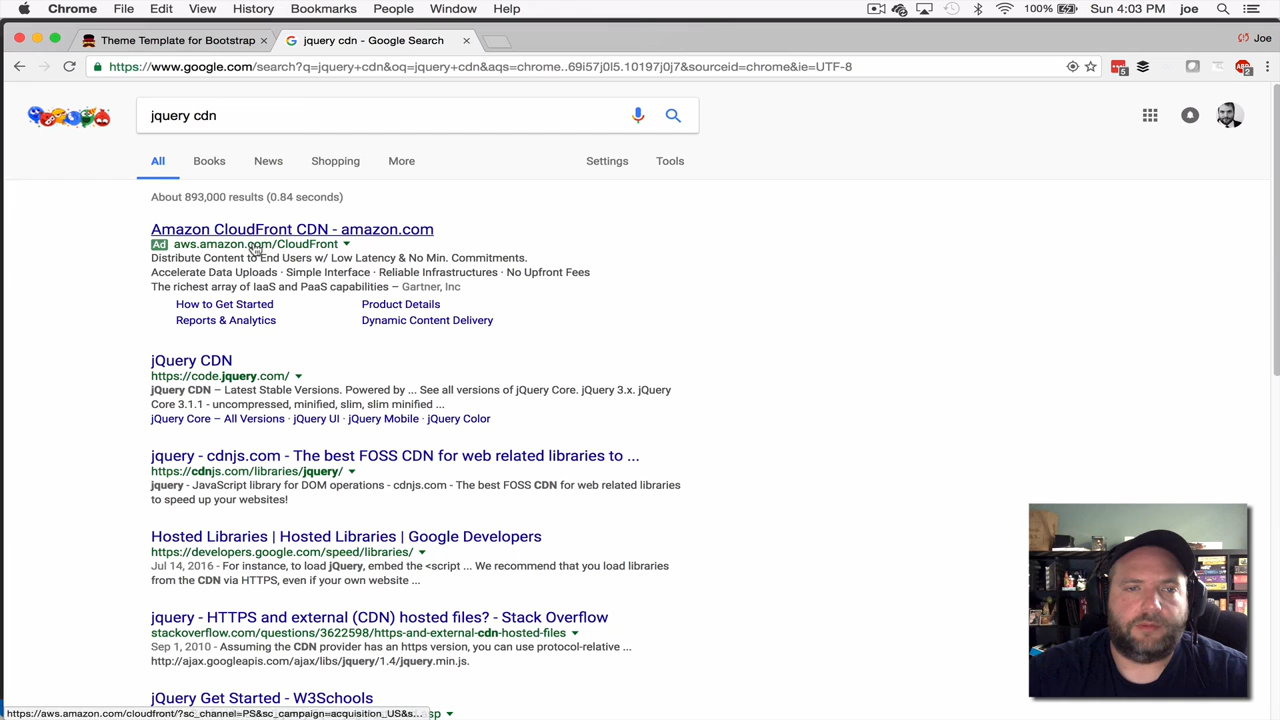 Chrome File Edit View History Bookmarks People Window Help 100% Sun 4:03 PM joe
Theme Template for Bootstrap jquery cdn - Google Search Joe
https://www.google.com/search?q=jquery+cdn&oq=jquery+cdn&aqs=chrome..69i57j0l5.10197j0j7&sourceid=chrome&ie=UTF-8 5 2
jquery cdn
All Books News Shopping More Settings Tools
About 893,000 results (0.84 seconds)
Amazon CloudFront CDN - amazon.com
Ad aws.amazon.com/CloudFront
Distribute Content to End Users w/ Low Latency & No Min. Commitments.
Accelerate Data Uploads · Simple Interface · Reliable Infrastructures · No Upfront Fees
The richest array of IaaS and PaaS capabilities – Gartner, Inc
How to Get Started Product Details
Reports & Analytics Dynamic Content Delivery
jQuery CDN
https://code.jquery.com/
jQuery CDN – Latest Stable Versions. Powered by ... See all versions of jQuery Core. jQuery 3.x. jQuery
Core 3.1.1 - uncompressed, minified, slim, slim minified ...
jQuery Core – All Versions · jQuery UI · jQuery Mobile · jQuery Color
jquery - cdnjs.com - The best FOSS CDN for web related libraries to ...
https://cdnjs.com/libraries/jquery/
jquery - JavaScript library for DOM operations - cdnjs.com - The best FOSS CDN for web related libraries
to speed up your websites!
Hosted Libraries | Hosted Libraries | Google Developers
https://developers.google.com/speed/libraries/
Jul 14, 2016 - For instance, to load jQuery, embed the <script ... We recommend that you load libraries
from the CDN via HTTPS, even if your own website ...
jquery - HTTPS and external (CDN) hosted files? - Stack Overflow
stackoverflow.com/questions/3622598/https-and-external-cdn-hosted-files
Sep 1, 2010 - Assuming the CDN provider has an https version, you can use protocol-relative ...
http://ajax.googleapis.com/ajax/libs/jquery/1.4/jquery.min.js.
jQuery Get Started - W3Schools
https://aws.amazon.com/cloudfront/?sc_channel=PS&sc_campaign=acquisition_US&s... sp